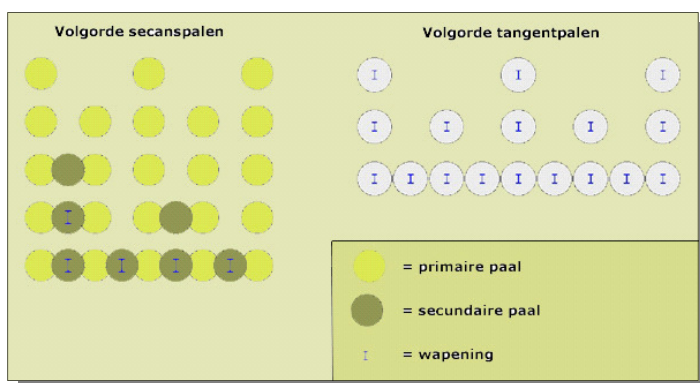 Volgorde secanspalen
Volgorde tangentpalen
= primaire paal
= secundaire paal
= wapening